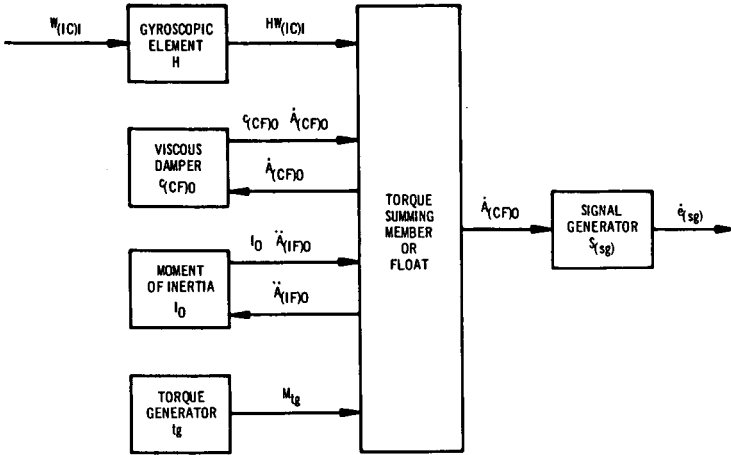 W(IC)I
GYROSCOPIC
ELEMENT
H
HW(IC)I
VISCOUS
DAMPER
C(CF)O
C(CF)O Ȧ(CF)O
Ȧ(CF)O
MOMENT
OF INERTIA
IO
IO Ä(IF)O
Ä(IF)O
TORQUE
GENERATOR
tg
Mtg
TORQUE
SUMMING
MEMBER
OR
FLOAT
Ȧ(CF)O
SIGNAL
GENERATOR
S(sg)
ė(sg)